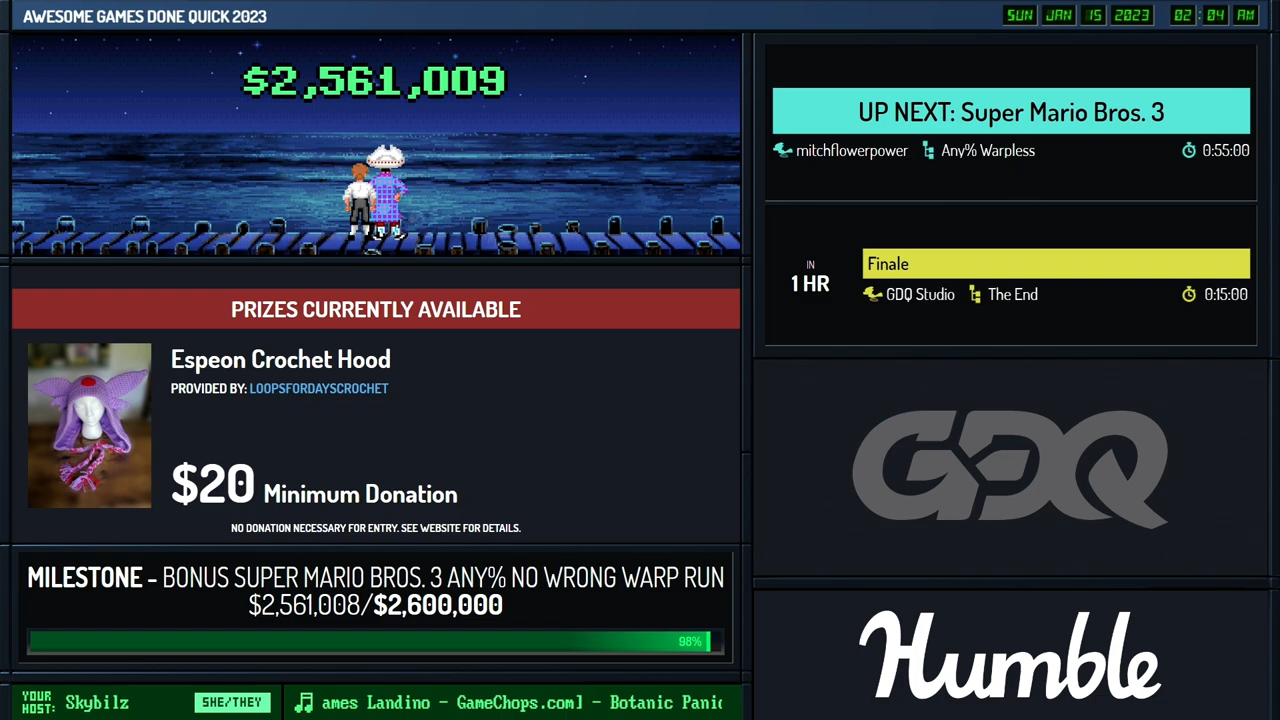 AWESOME GAMES DONE QUICK 2023
SUN JAN 15 2023 02:04 AM
$2,561,009
UP NEXT: Super Mario Bros. 3
mitchflowerpower Any% Warpless 0:55:00
IN
1 HR
Finale
GDQ Studio The End 0:15:00
PRIZES CURRENTLY AVAILABLE
Espeon Crochet Hood
PROVIDED BY: LOOPSFORDAYSCROCHET
$20 Minimum Donation
NO DONATION NECESSARY FOR ENTRY. SEE WEBSITE FOR DETAILS.
GDQ
MILESTONE - BONUS SUPER MARIO BROS. 3 ANY% NO WRONG WARP RUN
$2,561,008/$2,600,000
98%
Humble
YOUR HOST: Skybilz SHE/THEY
ames Landino - GameChops.com] - Botanic Panic